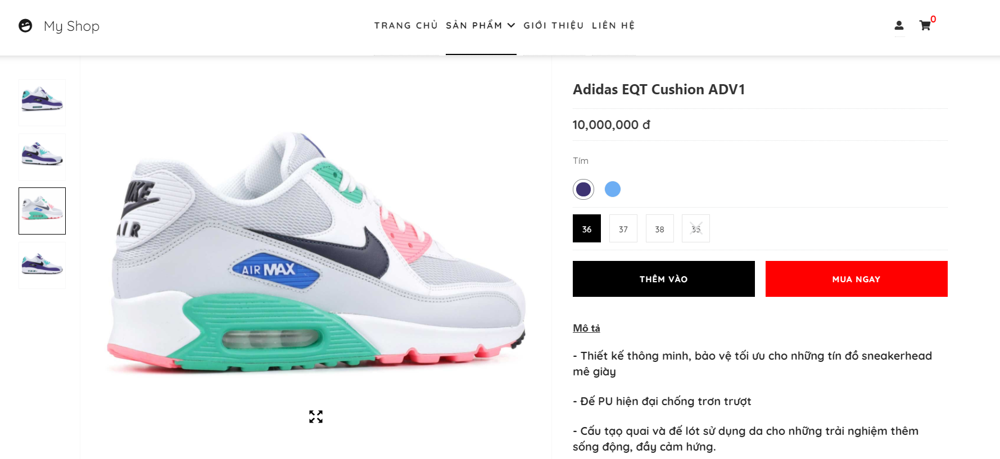 My Shop
TRANG CHỦ SẢN PHẨM GIỚI THIỆU LIÊN HỆ
0
Adidas EQT Cushion ADV1
10,000,000 đ
Tím
36 37 38 35
THÊM VÀO MUA NGAY
NIKE
AIR
AIR MAX
Mô tả
- Thiết kế thông minh, bảo vệ tối ưu cho những tín đồ sneakerhead
mê giày
- Đế PU hiện đại chống trơn trượt
- Cấu tạo quai và đế lót sử dụng da cho những trải nghiệm thêm
sống động, đầy cảm hứng.